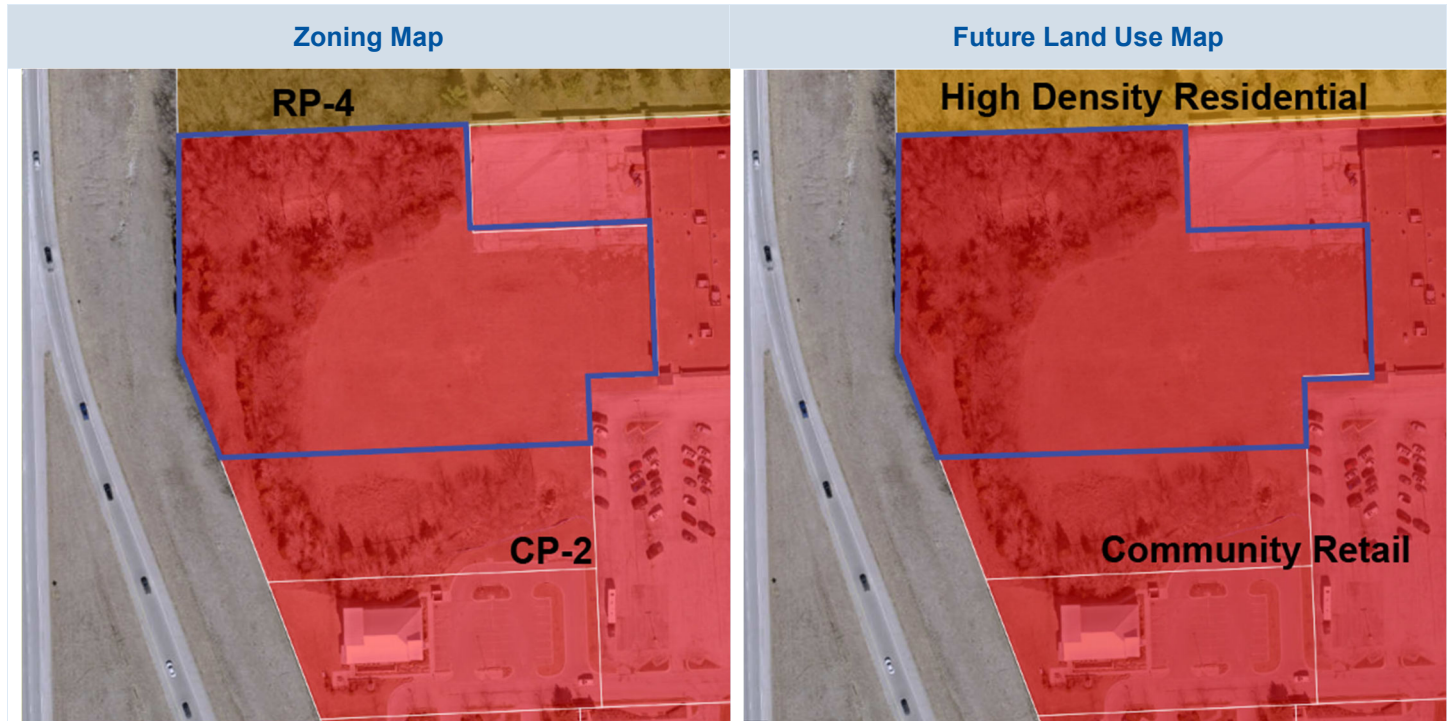 Zoning Map
Future Land Use Map
RP-4
High Density Residential
CP-2
Community Retail